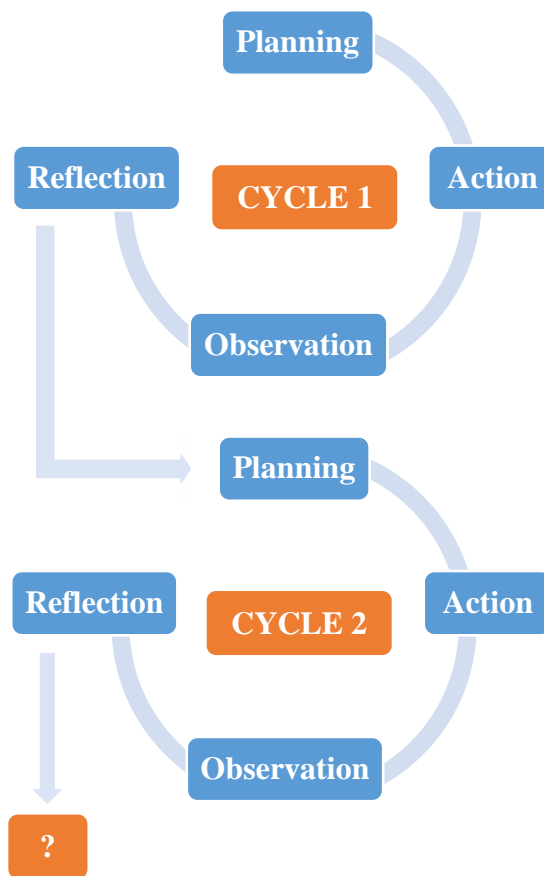 Planning
Reflection
CYCLE 1
Action
Observation
Planning
Reflection
CYCLE 2
Action
Observation
?